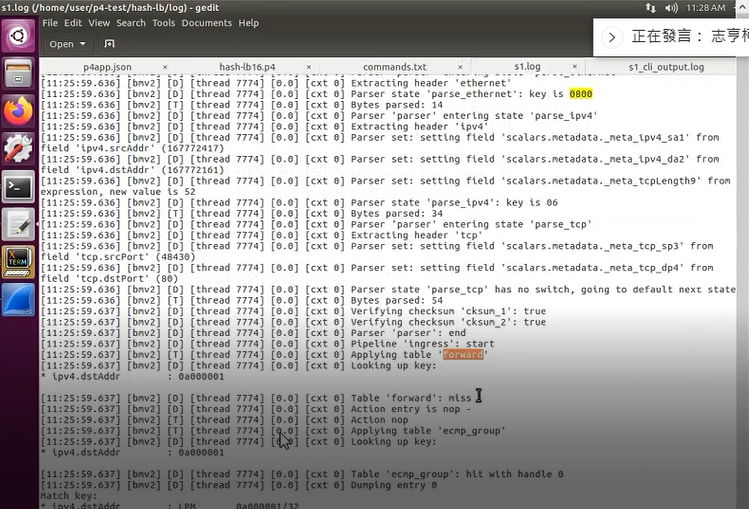 s1.log (/home/user/p4-test/hash-lb/log) - gedit
11:28 AM
File Edit View Search Tools Documents Help
正在發言： 志亨
Open
p4app.json × hash-lb16.p4 × commands.txt × s1.log × s1_cli_output.log
[11:25:59.636] [bmv2] [D] [thread 7774] [0.0] [cxt 0] Extracting header 'ethernet'
[11:25:59.636] [bmv2] [D] [thread 7774] [0.0] [cxt 0] Parser state 'parse_ethernet': key is 0800
[11:25:59.636] [bmv2] [T] [thread 7774] [0.0] [cxt 0] Bytes parsed: 14
[11:25:59.636] [bmv2] [D] [thread 7774] [0.0] [cxt 0] Parser 'parser' entering state 'parse_ipv4'
[11:25:59.636] [bmv2] [D] [thread 7774] [0.0] [cxt 0] Extracting header 'ipv4'
[11:25:59.636] [bmv2] [D] [thread 7774] [0.0] [cxt 0] Parser set: setting field 'scalars.metadata._meta_ipv4_sa1' from
field 'ipv4.srcAddr' (167772417)
[11:25:59.636] [bmv2] [D] [thread 7774] [0.0] [cxt 0] Parser set: setting field 'scalars.metadata._meta_ipv4_da2' from
field 'ipv4.dstAddr' (167772161)
[11:25:59.636] [bmv2] [D] [thread 7774] [0.0] [cxt 0] Parser set: setting field 'scalars.metadata._meta_tcpLength9' from
expression, new value is 52
[11:25:59.636] [bmv2] [D] [thread 7774] [0.0] [cxt 0] Parser state 'parse_ipv4': key is 06
[11:25:59.636] [bmv2] [T] [thread 7774] [0.0] [cxt 0] Bytes parsed: 34
[11:25:59.636] [bmv2] [D] [thread 7774] [0.0] [cxt 0] Parser 'parser' entering state 'parse_tcp'
[11:25:59.636] [bmv2] [D] [thread 7774] [0.0] [cxt 0] Extracting header 'tcp'
[11:25:59.636] [bmv2] [D] [thread 7774] [0.0] [cxt 0] Parser set: setting field 'scalars.metadata._meta_tcp_sp3' from
field 'tcp.srcPort' (48430)
[11:25:59.636] [bmv2] [D] [thread 7774] [0.0] [cxt 0] Parser set: setting field 'scalars.metadata._meta_tcp_dp4' from
field 'tcp.dstPort' (80)
[11:25:59.636] [bmv2] [D] [thread 7774] [0.0] [cxt 0] Parser state 'parse_tcp' has no switch, going to default next state
[11:25:59.636] [bmv2] [T] [thread 7774] [0.0] [cxt 0] Bytes parsed: 54
[11:25:59.637] [bmv2] [D] [thread 7774] [0.0] [cxt 0] Verifying checksum 'cksum_1': true
[11:25:59.637] [bmv2] [D] [thread 7774] [0.0] [cxt 0] Verifying checksum 'cksum_2': true
[11:25:59.637] [bmv2] [D] [thread 7774] [0.0] [cxt 0] Parser 'parser': end
[11:25:59.637] [bmv2] [D] [thread 7774] [0.0] [cxt 0] Pipeline 'ingress': start
[11:25:59.637] [bmv2] [T] [thread 7774] [0.0] [cxt 0] Applying table 'forward'
[11:25:59.637] [bmv2] [D] [thread 7774] [0.0] [cxt 0] Looking up key:
* ipv4.dstAddr : 0a000001
[11:25:59.637] [bmv2] [D] [thread 7774] [0.0] [cxt 0] Table 'forward': miss
[11:25:59.637] [bmv2] [D] [thread 7774] [0.0] [cxt 0] Action entry is nop -
[11:25:59.637] [bmv2] [T] [thread 7774] [0.0] [cxt 0] Action nop
[11:25:59.637] [bmv2] [T] [thread 7774] [0.0] [cxt 0] Applying table 'ecmp_group'
[11:25:59.637] [bmv2] [D] [thread 7774] [0.0] [cxt 0] Looking up key:
* ipv4.dstAddr : 0a000001
[11:25:59.637] [bmv2] [D] [thread 7774] [0.0] [cxt 0] Table 'ecmp_group': hit with handle 0
[11:25:59.637] [bmv2] [D] [thread 7774] [0.0] [cxt 0] Dumping entry 0
Match key:
* ipv4.dstAddr : LPM 0a000001/32